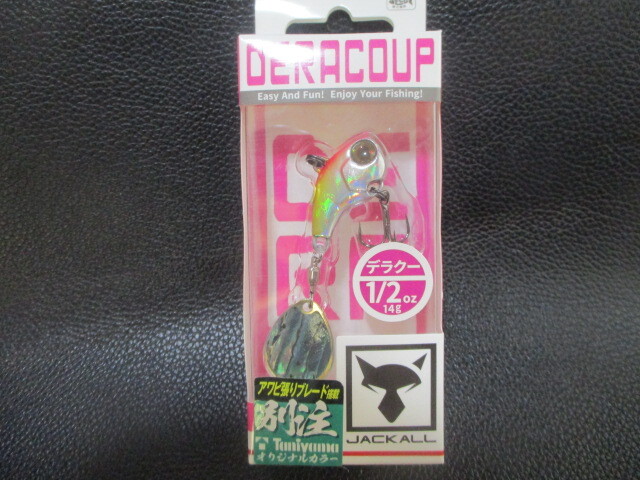 DERACOUP
Easy And Fun! Enjoy Your Fishing!
デラクー
1/2oz
14g
アワビ張りブレード搭載
別注
Taniyama
オリジナルカラー
JACKALL